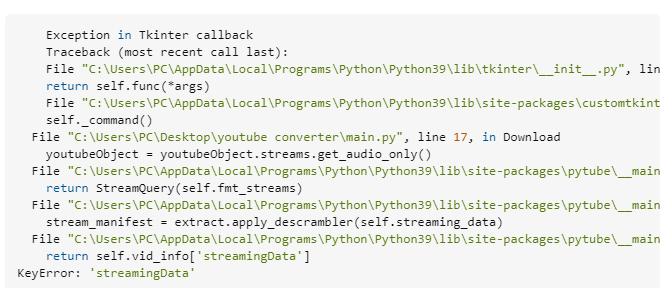 Exception in Tkinter callback
Traceback (most recent call last):
File "C:\Users\PC\AppData\Local\Programs\Python\Python39\lib\tkinter\__init__.py", lin
return self.func(*args)
File "C:\Users\PC\AppData\Local\Programs\Python\Python39\lib\site-packages\customtkint
self._command()
File "C:\Users\PC\Desktop\youtube converter\main.py", line 17, in Download
youtubeObject = youtubeObject.streams.get_audio_only()
File "C:\Users\PC\AppData\Local\Programs\Python\Python39\lib\site-packages\pytube\__main
return StreamQuery(self.fmt_streams)
File "C:\Users\PC\AppData\Local\Programs\Python\Python39\lib\site-packages\pytube\__main
stream_manifest = extract.apply_descrambler(self.streaming_data)
File "C:\Users\PC\AppData\Local\Programs\Python\Python39\lib\site-packages\pytube\__main
return self.vid_info['streamingData']
KeyError: 'streamingData'